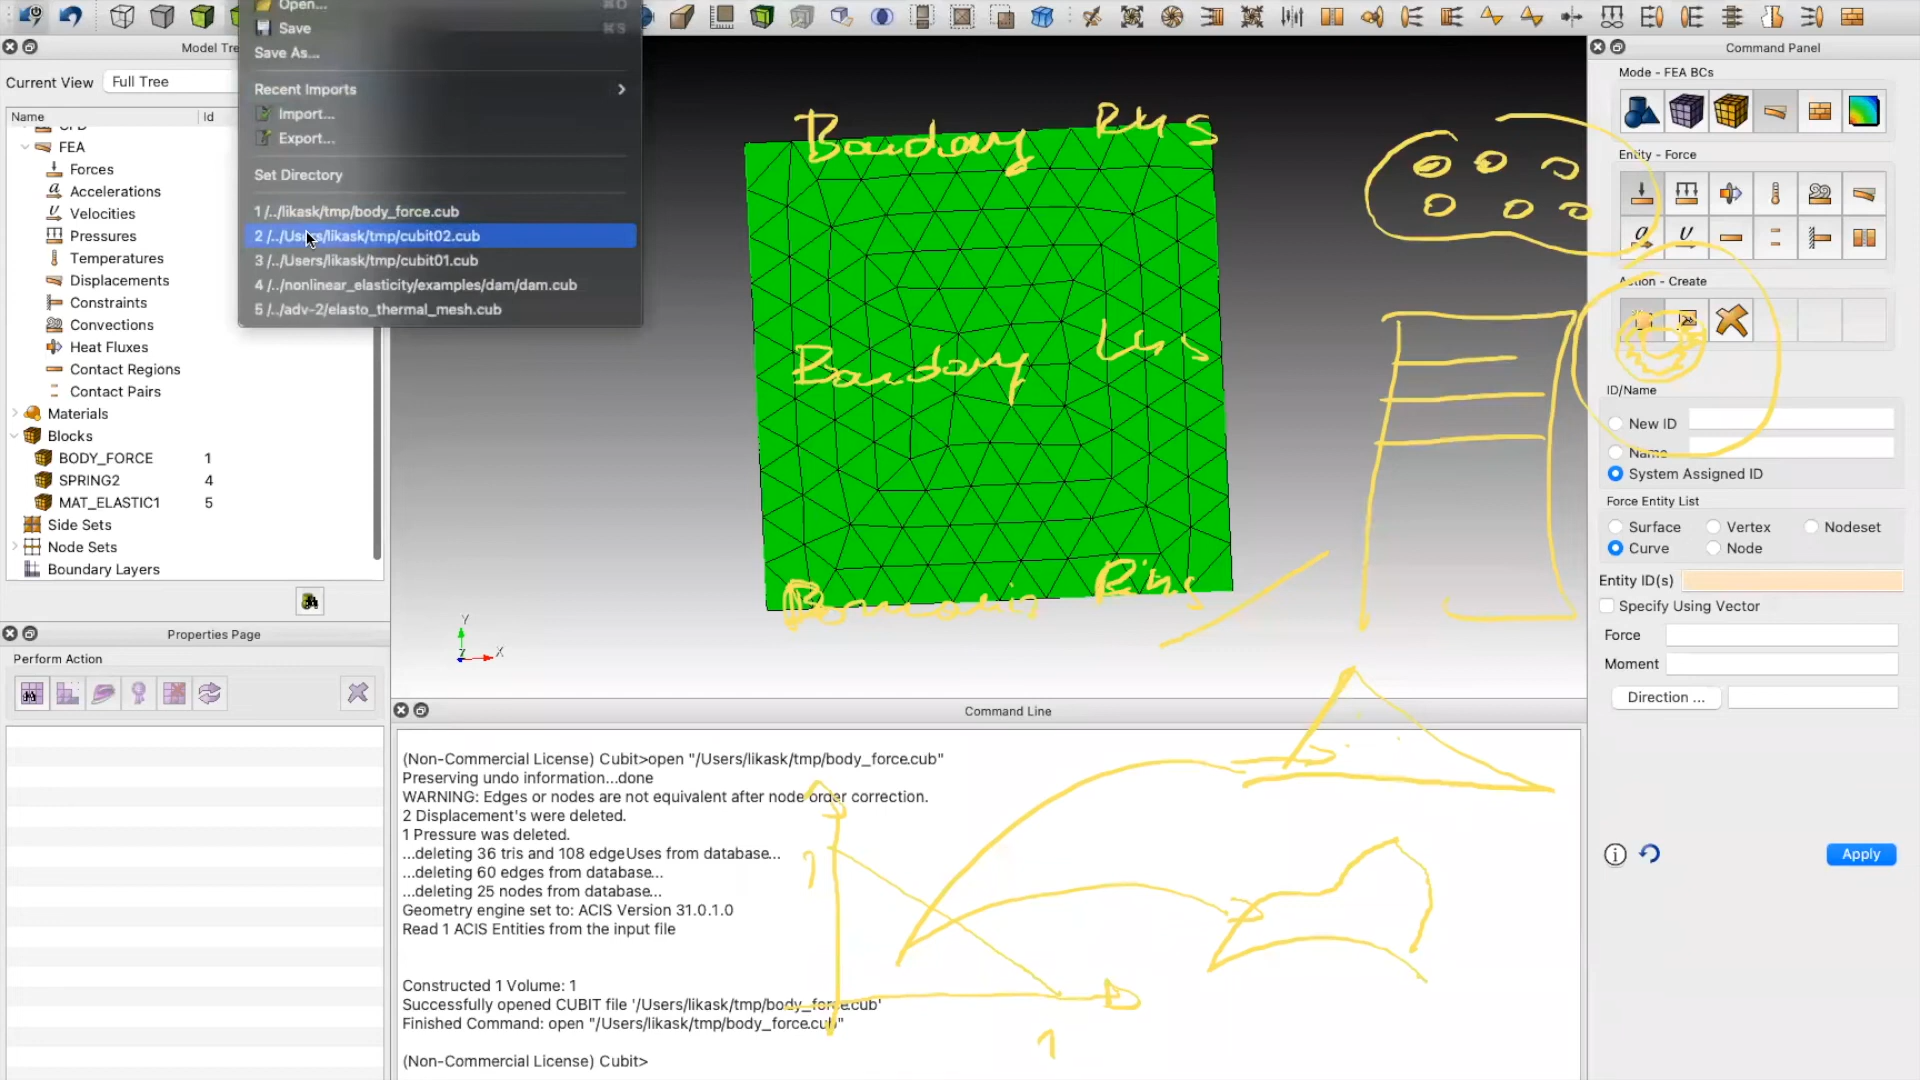 Open...
⌘O
Save
⌘S
Save As...
Recent Imports
Import...
Export...
Set Directory
1 /../likask/tmp/body_force.cub
2 /../Users/likask/tmp/cubit02.cub
3 /../Users/likask/tmp/cubit01.cub
4 /../nonlinear_elasticity/examples/dam/dam.cub
5 /../adv-2/elasto_thermal_mesh.cub
Model Tre
Current View
Full Tree
Name
Id
CFD
FEA
Forces
Accelerations
Velocities
Pressures
Temperatures
Displacements
Constraints
Convections
Heat Fluxes
Contact Regions
Contact Pairs
Materials
Blocks
BODY_FORCE 1
SPRING2 4
MAT_ELASTIC1 5
Side Sets
Node Sets
Boundary Layers
Properties Page
Perform Action
Boundary Rhs
Boundary Lhs
Y
Z
X
Command Line
(Non-Commercial License) Cubit>open "/Users/likask/tmp/body_force.cub"
Preserving undo information...done
WARNING: Edges or nodes are not equivalent after node order correction.
2 Displacement's were deleted.
1 Pressure was deleted.
...deleting 36 tris and 108 edgeUses from database...
...deleting 60 edges from database...
...deleting 25 nodes from database...
Geometry engine set to: ACIS Version 31.0.1.0
Read 1 ACIS Entities from the input file
Constructed 1 Volume: 1
Successfully opened CUBIT file '/Users/likask/tmp/body_force.cub'
Finished Command: open "/Users/likask/tmp/body_force.cub"
(Non-Commercial License) Cubit>
1
1
Command Panel
Mode - FEA BCs
Entity - Force
Action - Create
ID/Name
New ID
Name
System Assigned ID
Force Entity List
Surface
Vertex
Nodeset
Curve
Node
Entity ID(s)
Specify Using Vector
Force
Moment
Direction ...
Apply